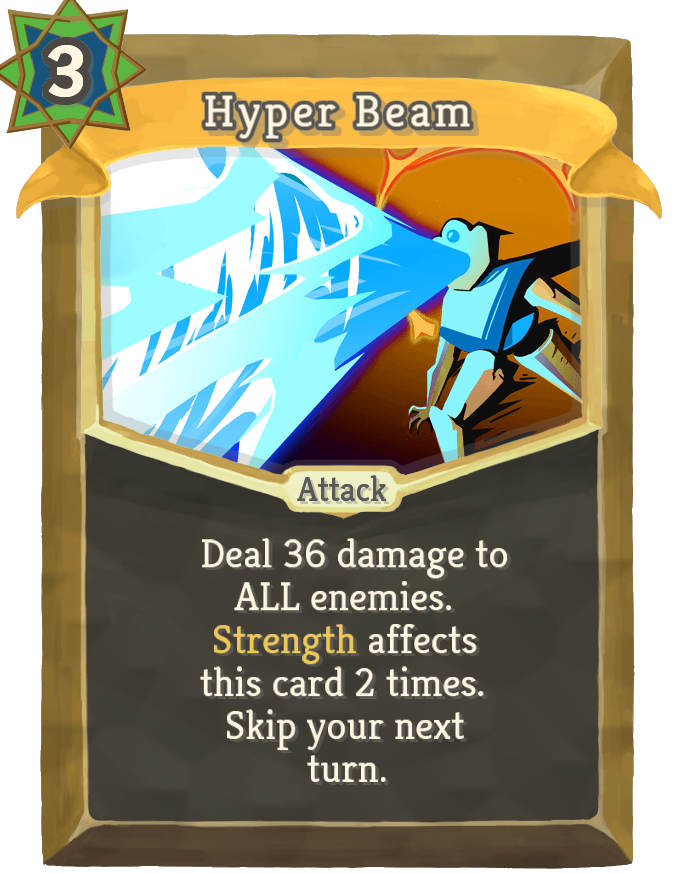 3
Hyper Beam
Attack
Deal 36 damage to
ALL enemies.
Strength affects
this card 2 times.
Skip your next
turn.